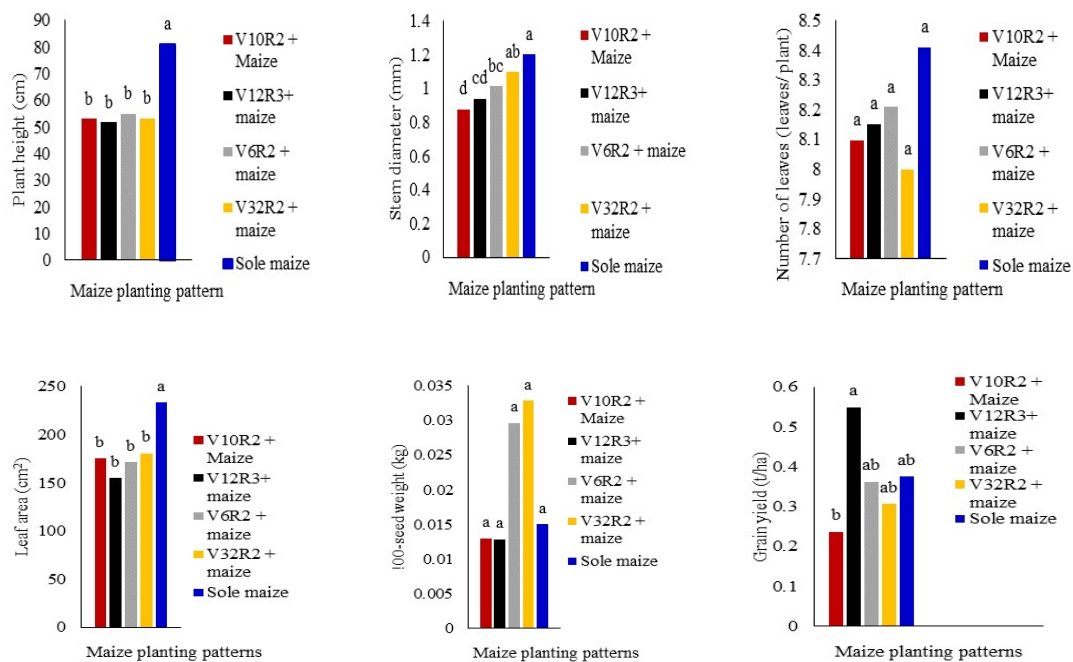 90
80
70
60
50
40
30
20
10
0
Plant height (cm)
b
b
b
b
a
V10R2 +
Maize
V12R3+
maize
V6R2 +
maize
V32R2 +
maize
Sole maize
Maize planting pattern
1.4
1.2
1
0.8
0.6
0.4
0.2
0
Stem diameter (mm)
d
cd
bc
ab
a
V10R2 +
Maize
V12R3+
maize
V6R2 + maize
V32R2 +
maize
Sole maize
Maize planting pattern
8.5
8.4
8.3
8.2
8.1
8
7.9
7.8
7.7
Number of leaves (leaves/ plant)
a
a
a
a
a
V10R2 +
Maize
V12R3+
maize
V6R2 +
maize
V32R2 +
maize
Sole maize
Maize planting pattern
250
200
150
100
50
0
Leaf area (cm²)
b
b
b
b
a
V10R2 +
Maize
V12R3+
maize
V6R2 +
maize
V32R2 +
maize
Sole maize
Maize planting patterns
0.035
0.03
0.025
0.02
0.015
0.01
0.005
0
!00-seed weight (kg)
a
a
a
a
a
V10R2 +
Maize
V12R3+
maize
V6R2 +
maize
V32R2 +
maize
Sole maize
Maize planting patterns
0.6
0.5
0.4
0.3
0.2
0.1
0
Grain yield (t/ha)
b
a
ab
ab
ab
V10R2 +
Maize
V12R3+
maize
V6R2 +
maize
V32R2 +
maize
Sole maize
Maize planting patterns